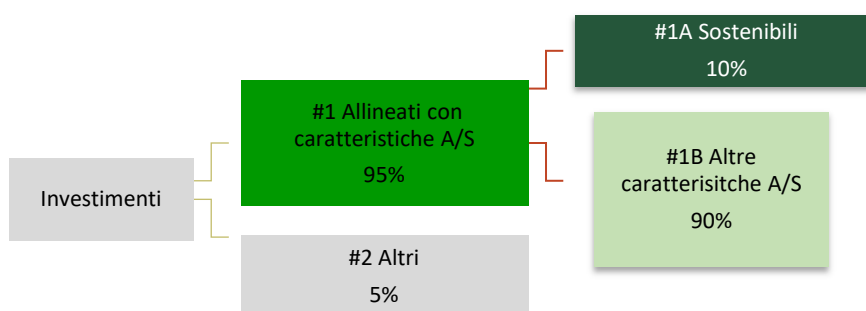 Investimenti
#1 Allineati con
caratteristiche A/S
95%
#2 Altri
5%
#1A Sostenibili
10%
#1B Altre
caratterisitche A/S
90%